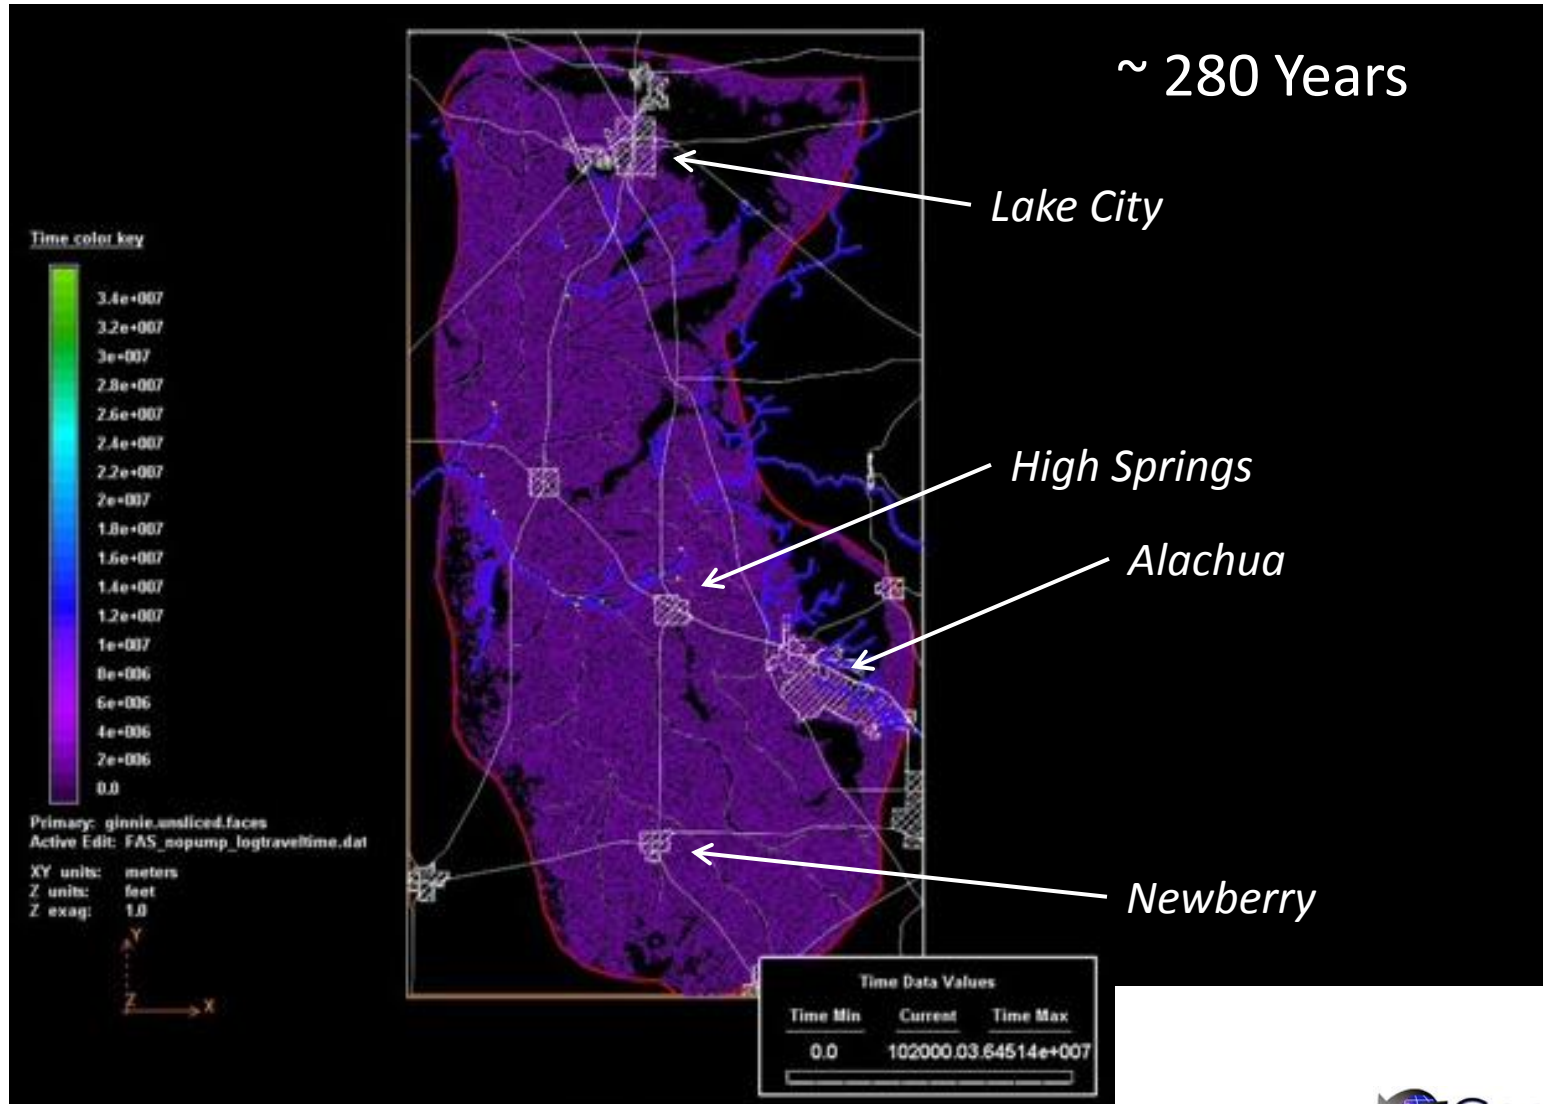 ~ 280 Years
Lake City
High Springs
Alachua
Newberry
Time color key
3.4e+007
3.2e+007
3e+007
2.8e+007
2.6e+007
2.4e+007
2.2e+007
2e+007
1.8e+007
1.6e+007
1.4e+007
1.2e+007
1e+007
8e+006
6e+006
4e+006
2e+006
0.0
Primary: ginnie.unsliced.faces
Active Edit: FAS_nopump_logtraveltime.dat
XY units: meters
Z units: feet
Z exag: 1.0
Y
Z
X
Time Data Values
Time Min Current Time Max
0.0 102000.03.64514e+007